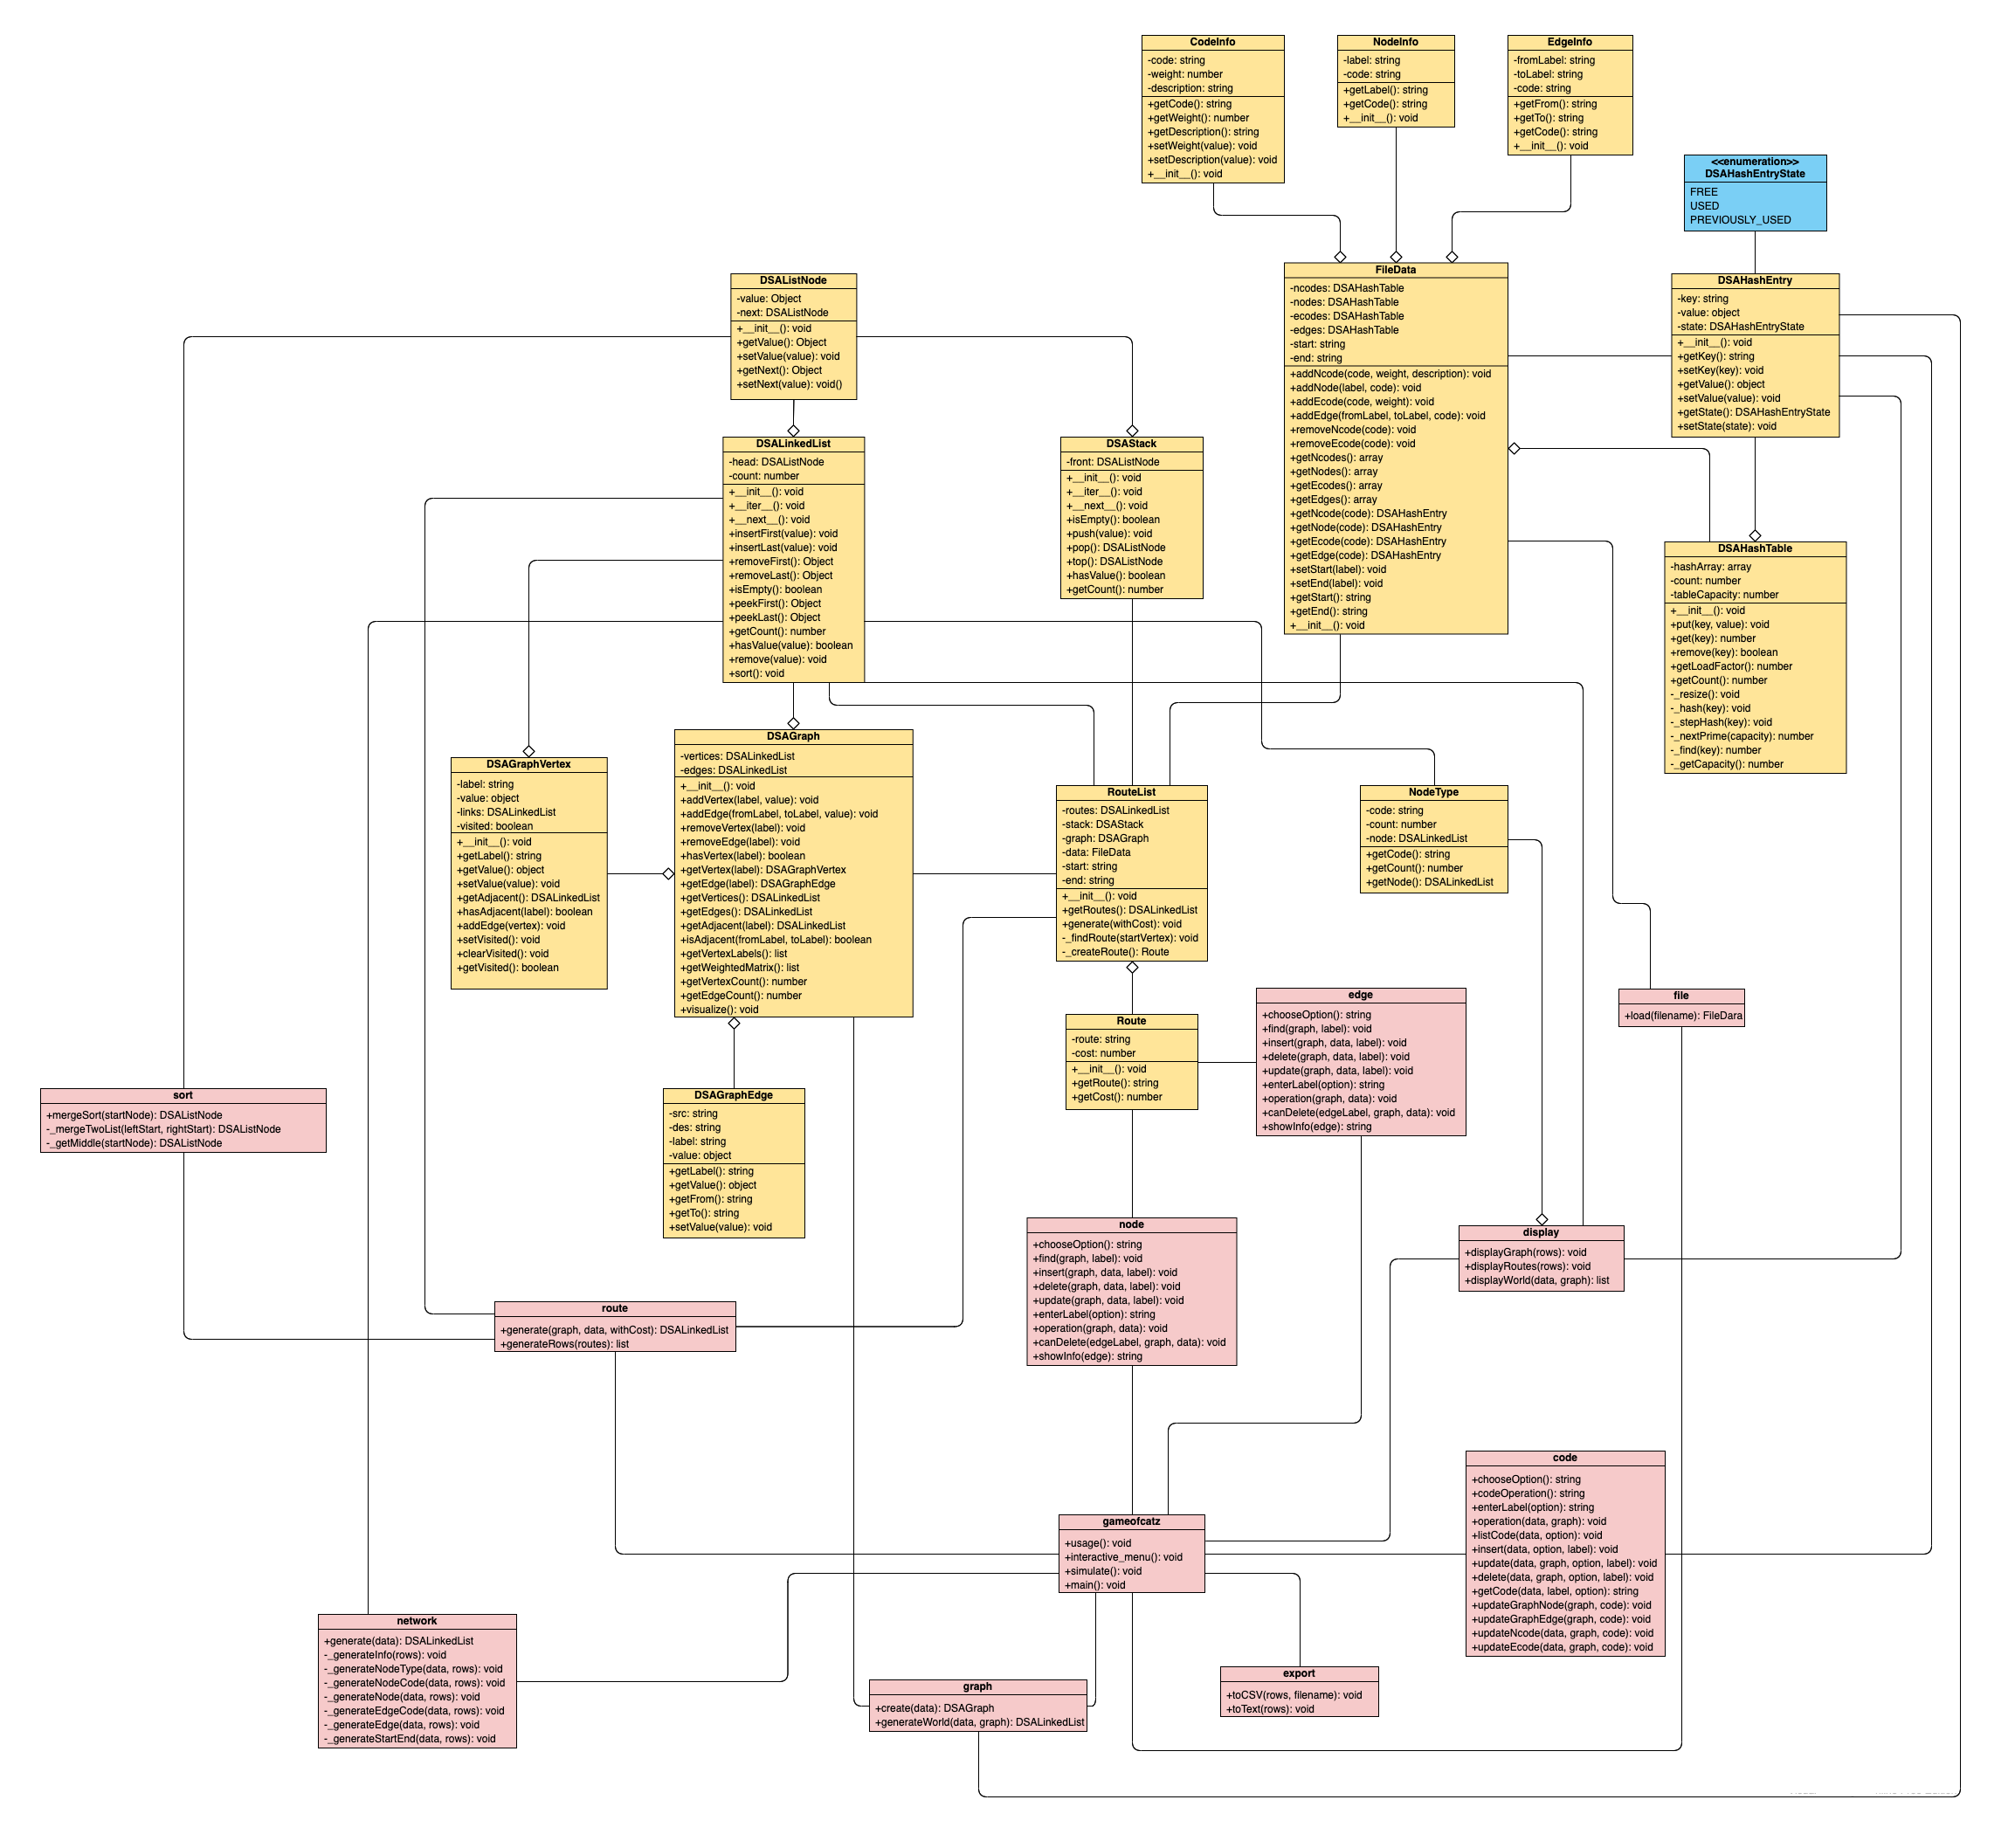 CodeInfo
-code: string
-weight: number
-description: string
+getCode(): string
+getWeight(): number
+getDescription(): string
+setWeight(value): void
+setDescription(value): void
+__init__(): void
NodeInfo
-label: string
-code: string
+getLabel(): string
+getCode(): string
+__init__(): void
EdgeInfo
-fromLabel: string
-toLabel: string
-code: string
+getFrom(): string
+getTo(): string
+getCode(): string
+__init__(): void
<<enumeration>>
DSAHashEntryState
FREE
USED
PREVIOUSLY_USED
DSAListNode
-value: Object
-next: DSAListNode
+__init__(): void
+getValue(): Object
+setValue(value): void
+getNext(): Object
+setNext(value): void()
FileData
-ncodes: DSAHashTable
-nodes: DSAHashTable
-ecodes: DSAHashTable
-edges: DSAHashTable
-start: string
-end: string
+addNcode(code, weight, description): void
+addNode(label, code): void
+addEcode(code, weight): void
+addEdge(fromLabel, toLabel, code): void
+removeNcode(code): void
+removeEcode(code): void
+getNcodes(): array
+getNodes(): array
+getEcodes(): array
+getEdges(): array
+getNcode(code): DSAHashEntry
+getNode(code): DSAHashEntry
+getEcode(code): DSAHashEntry
+getEdge(code): DSAHashEntry
+setStart(label): void
+setEnd(label): void
+getStart(): string
+getEnd(): string
+__init__(): void
DSAHashEntry
-key: string
-value: object
-state: DSAHashEntryState
+__init__(): void
+getKey(): string
+setKey(key): void
+getValue(): object
+setValue(value): void
+getState(): DSAHashEntryState
+setState(state): void
DSALinkedList
-head: DSAListNode
-count: number
+__init__(): void
+__iter__(): void
+__next__(): void
+insertFirst(value): void
+insertLast(value): void
+removeFirst(): Object
+removeLast(): Object
+isEmpty(): boolean
+peekFirst(): Object
+peekLast(): Object
+getCount(): number
+hasValue(value): boolean
+remove(value): void
+sort(): void
DSAStack
-front: DSAListNode
+__init__(): void
+__iter__(): void
+__next__(): void
+isEmpty(): boolean
+push(value): void
+pop(): DSAListNode
+top(): DSAListNode
+hasValue(): boolean
+getCount(): number
DSAHashTable
-hashArray: array
-count: number
-tableCapacity: number
+__init__(): void
+put(key, value): void
+get(key): number
+remove(key): boolean
+getLoadFactor(): number
+getCount(): number
-_resize(): void
-_hash(key): void
-_stepHash(key): void
-_nextPrime(capacity): number
-_find(key): number
-_getCapacity(): number
DSAGraphVertex
-label: string
-value: object
-links: DSALinkedList
-visited: boolean
+__init__(): void
+getLabel(): string
+getValue(): object
+setValue(value): void
+getAdjacent(): DSALinkedList
+hasAdjacent(label): boolean
+addEdge(vertex): void
+setVisited(): void
+clearVisited(): void
+getVisited(): boolean
DSAGraph
-vertices: DSALinkedList
-edges: DSALinkedList
+__init__(): void
+addVertex(label, value): void
+addEdge(fromLabel, toLabel, value): void
+removeVertex(label): void
+removeEdge(label): void
+hasVertex(label): boolean
+getVertex(label): DSAGraphVertex
+getEdge(label): DSAGraphEdge
+getVertices(): DSALinkedList
+getEdges(): DSALinkedList
+getAdjacent(label): DSALinkedList
+isAdjacent(fromLabel, toLabel): boolean
+getVertexLabels(): list
+getWeightedMatrix(): list
+getVertexCount(): number
+getEdgeCount(): number
+visualize(): void
RouteList
-routes: DSALinkedList
-stack: DSAStack
-graph: DSAGraph
-data: FileData
-start: string
-end: string
+__init__(): void
+getRoutes(): DSALinkedList
+generate(withCost): void
-_findRoute(startVertex): void
-_createRoute(): Route
NodeType
-code: string
-count: number
-node: DSALinkedList
+getCode(): string
+getCount(): number
+getNode(): DSALinkedList
Route
-route: string
-cost: number
+__init__(): void
+getRoute(): string
+getCost(): number
edge
+chooseOption(): string
+find(graph, label): void
+insert(graph, data, label): void
+delete(graph, data, label): void
+update(graph, data, label): void
+enterLabel(option): string
+operation(graph, data): void
+canDelete(edgeLabel, graph, data): void
+showInfo(edge): string
file
+load(filename): FileDara
sort
+mergeSort(startNode): DSAListNode
-_mergeTwoList(leftStart, rightStart): DSAListNode
-_getMiddle(startNode): DSAListNode
DSAGraphEdge
-src: string
-des: string
-label: string
-value: object
+getLabel(): string
+getValue(): object
+getFrom(): string
+getTo(): string
+setValue(value): void
node
+chooseOption(): string
+find(graph, label): void
+insert(graph, data, label): void
+delete(graph, data, label): void
+update(graph, data, label): void
+enterLabel(option): string
+operation(graph, data): void
+canDelete(edgeLabel, graph, data): void
+showInfo(edge): string
display
+displayGraph(rows): void
+displayRoutes(rows): void
+displayWorld(data, graph): list
route
+generate(graph, data, withCost): DSALinkedList
+generateRows(routes): list
code
+chooseOption(): string
+codeOperation(): string
+enterLabel(option): string
+operation(data, graph): void
+listCode(data, option): void
+insert(data, option, label): void
+update(data, graph, option, label): void
+delete(data, graph, option, label): void
+getCode(data, label, option): string
+updateGraphNode(graph, code): void
+updateGraphEdge(graph, code): void
+updateNcode(data, graph, code): void
+updateEcode(data, graph, code): void
gameofcatz
+usage(): void
+interactive_menu(): void
+simulate(): void
+main(): void
network
+generate(data): DSALinkedList
-_generateInfo(rows): void
-_generateNodeType(data, rows): void
-_generateNodeCode(data, rows): void
-_generateNode(data, rows): void
-_generateEdgeCode(data, rows): void
-_generateEdge(data, rows): void
-_generateStartEnd(data, rows): void
graph
+create(data): DSAGraph
+generateWorld(data, graph): DSALinkedList
export
+toCSV(rows, filename): void
+toText(rows): void